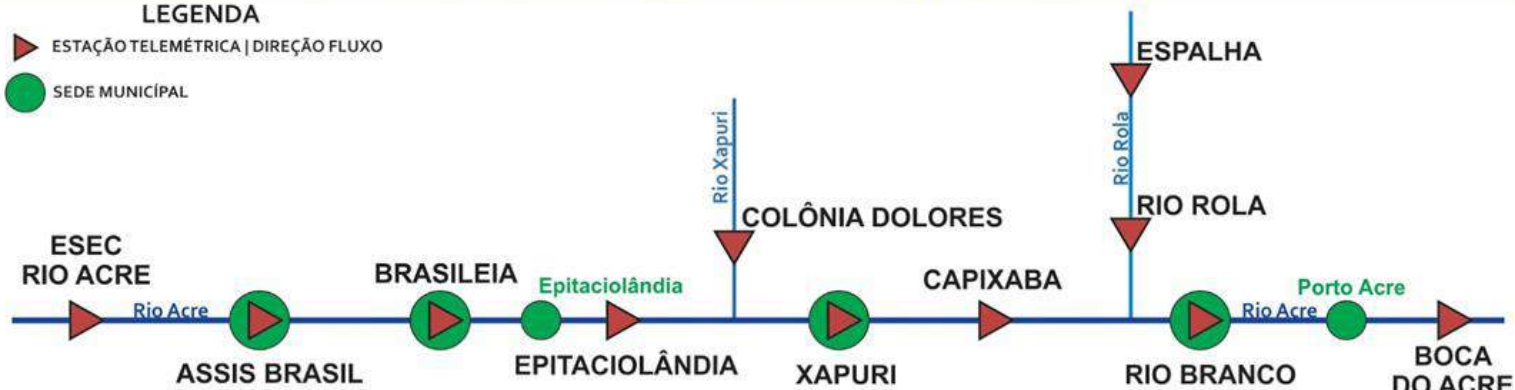 LEGENDA
ESTAÇÃO TELEMÉTRICA | DIREÇÃO FLUXO
SEDE MUNICÍPAL
ESPALHA
Rio Xapuri
Rio Rola
COLÔNIA DOLORES
RIO ROLA
ESEC
RIO ACRE
BRASILEIA
Epitaciolândia
CAPIXABA
Porto Acre
Rio Acre
Rio Acre
ASSIS BRASIL
EPITACIOLÂNDIA
XAPURI
RIO BRANCO
BOCA
DO ACRE